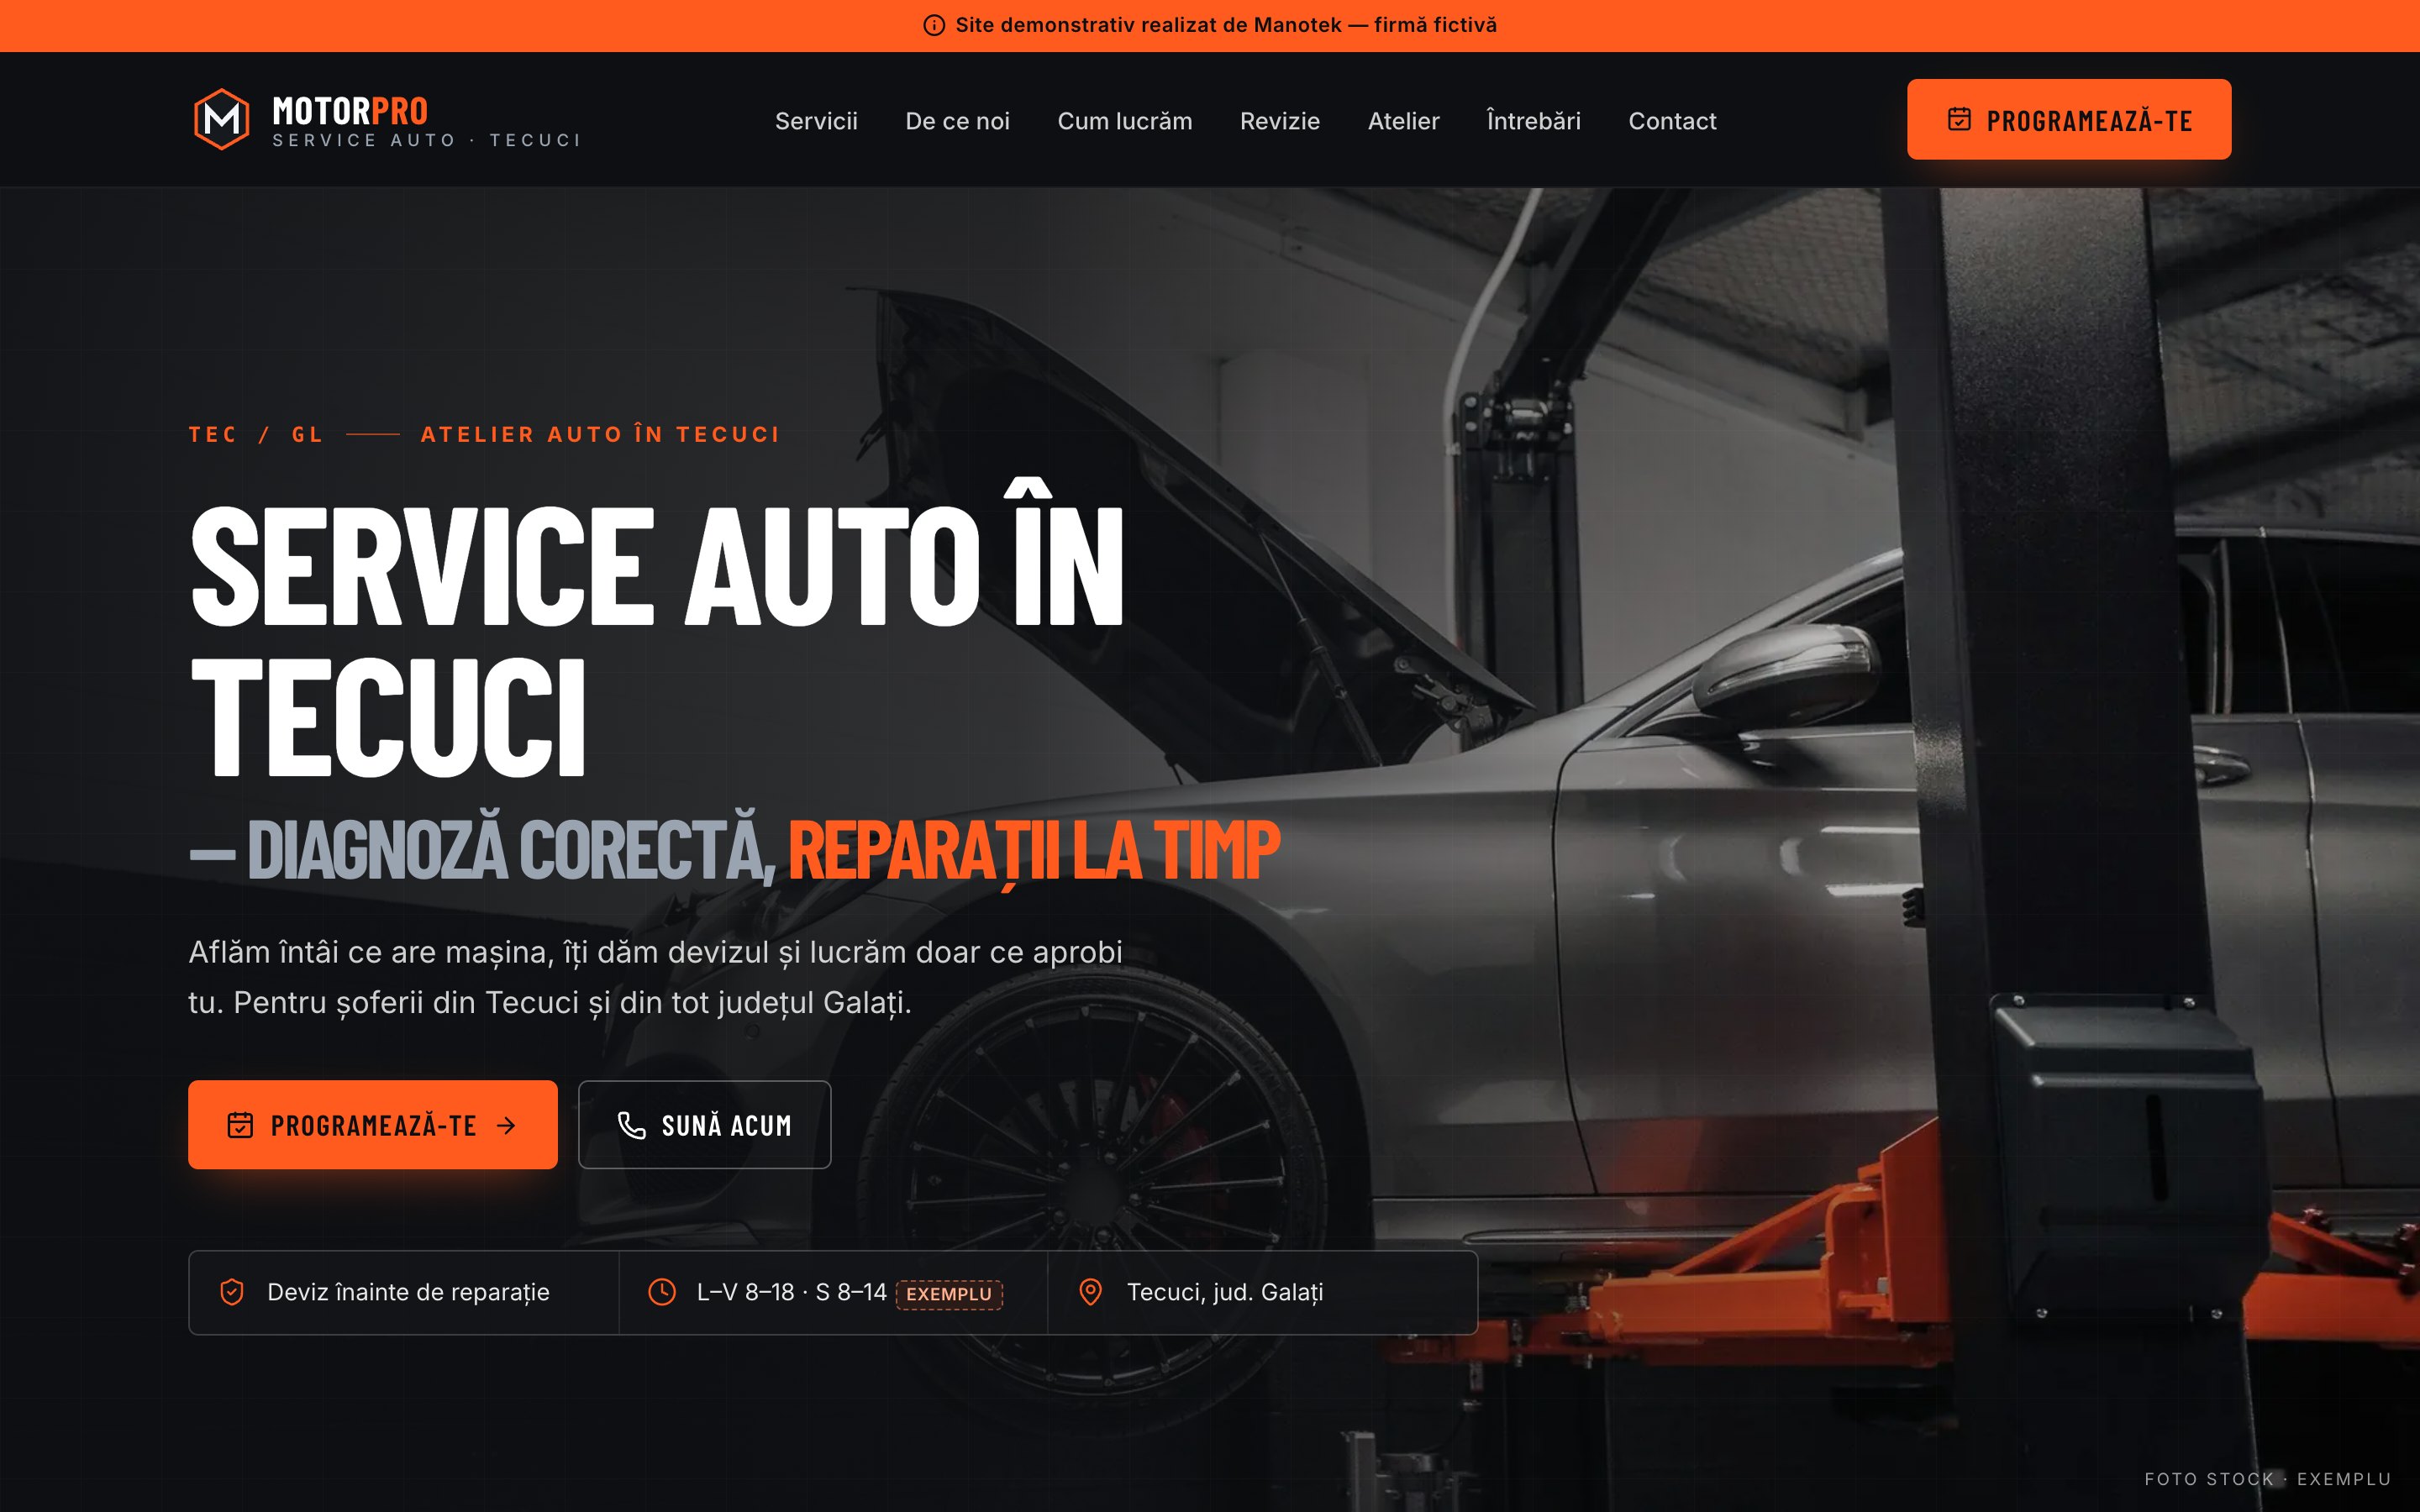 Site demonstrativ realizat de Manotek — firmă fictivă
MOTORPRO
SERVICE AUTO · TECUCI
Servicii
De ce noi
Cum lucrăm
Revizie
Atelier
Întrebări
Contact
PROGRAMEAZĂ-TE
TEC / GL — ATELIER AUTO ÎN TECUCI
SERVICE AUTO ÎN
TECUCI
— DIAGNOZĂ CORECTĂ, REPARAȚII LA TIMP
Aflăm întâi ce are mașina, îți dăm devizul și lucrăm doar ce aprobi
tu. Pentru șoferii din Tecuci și din tot județul Galați.
PROGRAMEAZĂ-TE →
SUNĂ ACUM
Deviz înainte de reparație
L–V 8–18 · S 8–14 EXEMPLU
Tecuci, jud. Galați
FOTO STOCK · EXEMPLU